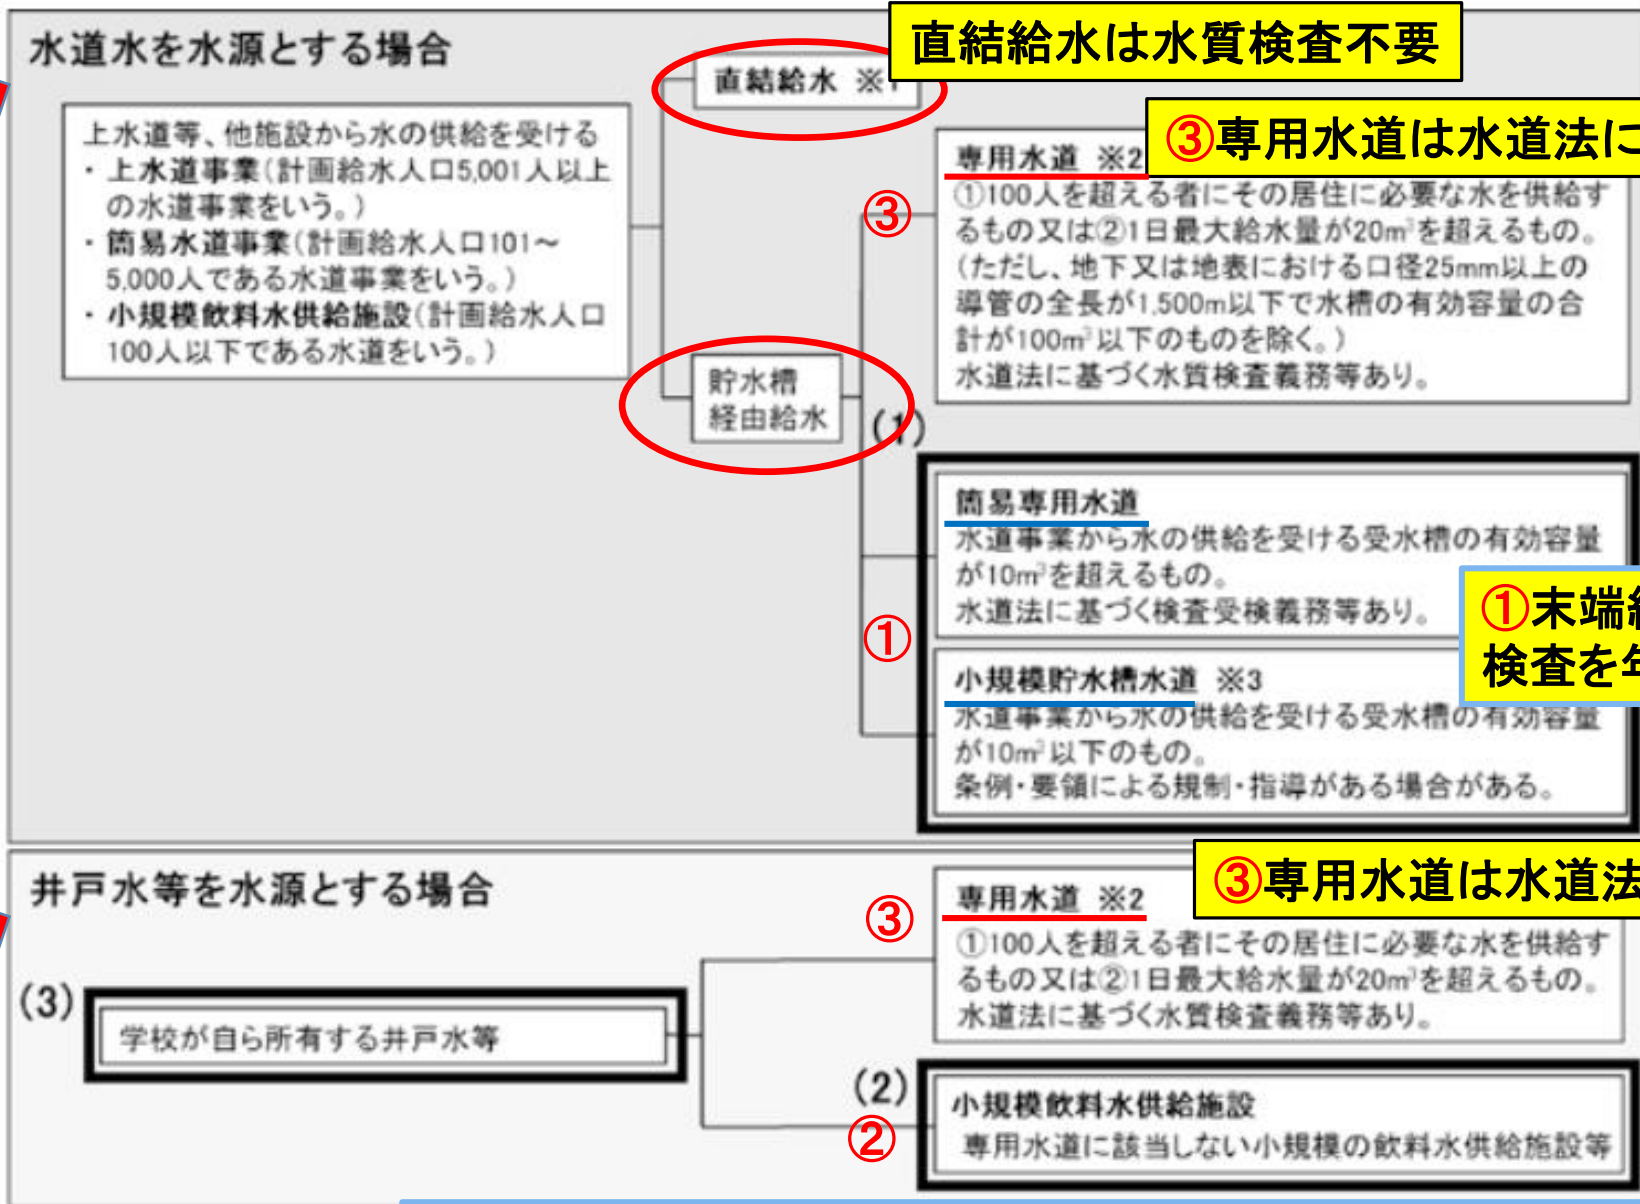 水道水を水源とする場合
直結給水は水質検査不要
直結給水 ※1
上水道等、他施設から水の供給を受ける
・上水道事業(計画給水人口5,001人以上
の水道事業をいう。)
・簡易水道事業(計画給水人口101～
5,000人である水道事業をいう。)
・小規模飲料水供給施設(計画給水人口
100人以下である水道をいう。)
貯水槽
経由給水
③専用水道は水道法に
③
専用水道 ※2
①100人を超える者にその居住に必要な水を供給す
るもの又は②1日最大給水量が20m³を超えるもの。
(ただし、地下又は地表における口径25mm以上の
導管の全長が1,500m以下で水槽の有効容量の合
計が100m³以下のものを除く。)
水道法に基づく水質検査義務等あり。
(1)
①
簡易専用水道
水道事業から水の供給を受ける受水槽の有効容量
が10m³を超えるもの。
水道法に基づく検査受検義務等あり。
①末端
検査を年
小規模貯水槽水道 ※3
水道事業から水の供給を受ける受水槽の有効容量
が10m³以下のもの。
条例・要領による規制・指導がある場合がある。
井戸水等を水源とする場合
③専用水道は水道法
(3)
学校が自ら所有する井戸水等
③
専用水道 ※2
①100人を超える者にその居住に必要な水を供給す
るもの又は②1日最大給水量が20m³を超えるもの。
水道法に基づく水質検査義務等あり。
(2)
②
小規模飲料水供給施設
専用水道に該当しない小規模の飲料水供給施設等